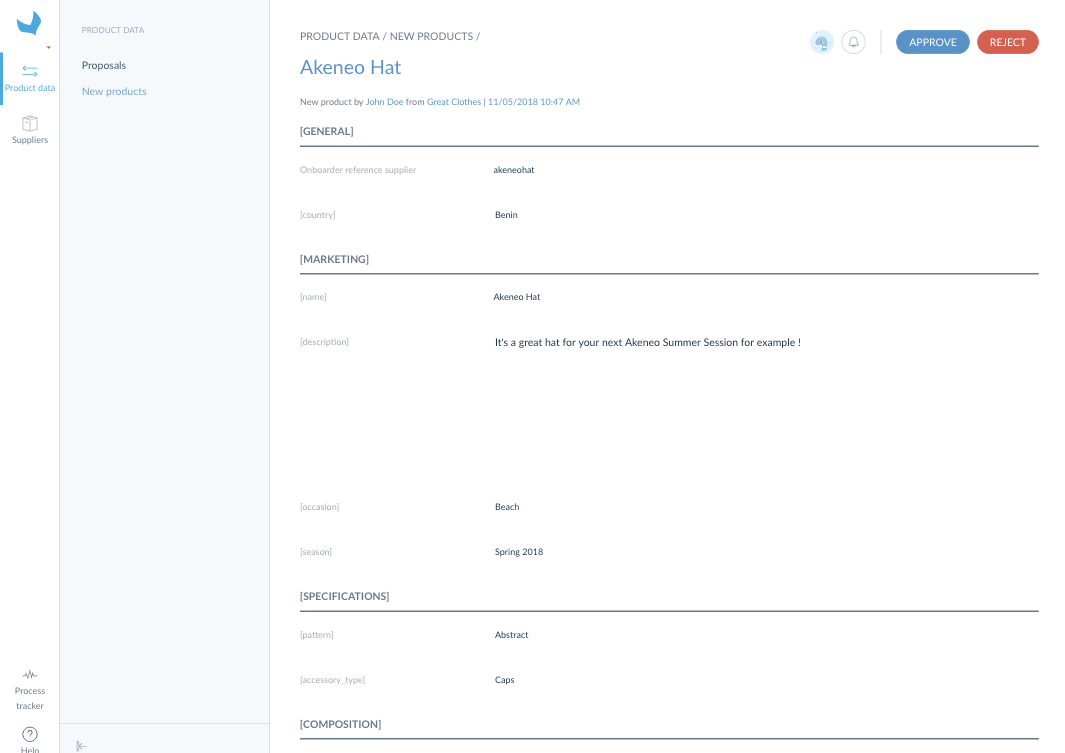 Product data
Suppliers
Process
tracker
Help
PRODUCT DATA
Proposals
New products
PRODUCT DATA / NEW PRODUCTS /
APPROVE
REJECT
Akeneo Hat
New product by John Doe from Great Clothes | 11/05/2018 10:47 AM
[GENERAL]
Onboarder reference supplier akeneohat
[country] Benin
[MARKETING]
[name] Akeneo Hat
[description] It's a great hat for your next Akeneo Summer Session for example !
[occasion] Beach
[season] Spring 2018
[SPECIFICATIONS]
[pattern] Abstract
[accessory_type] Caps
[COMPOSITION]